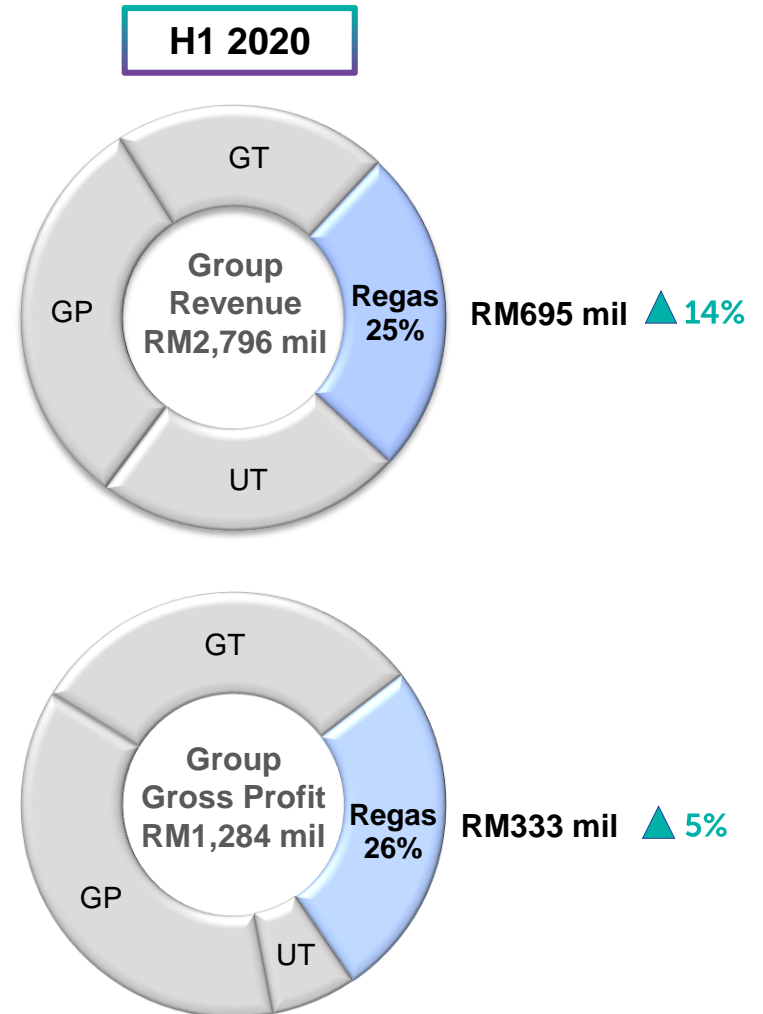 H1 2020
GT
Group
Revenue
RM2,796 mil
GP
Regas
25%
RM695 mil 14%
UT
GT
Group
Gross Profit
RM1,284 mil
Regas
26%
RM333 mil 5%
GP
UT